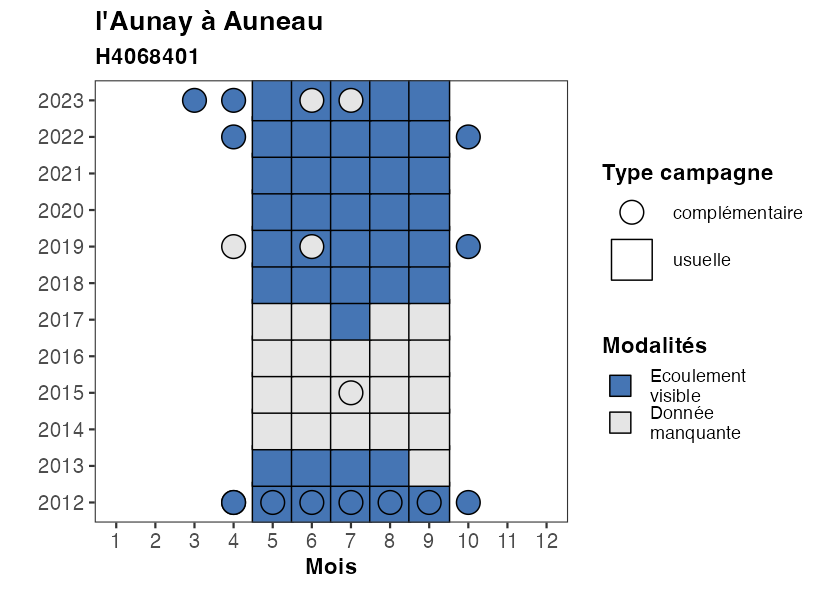 l'Aunay à Auneau
H4068401
2023
2022
2021
2020
2019
2018
2017
2016
2015
2014
2013
2012
1 2 3 4 5 6 7 8 9 10 11 12
Mois
Type campagne
complémentaire
usuelle
Modalités
Ecoulement
visible
Donnée
manquante